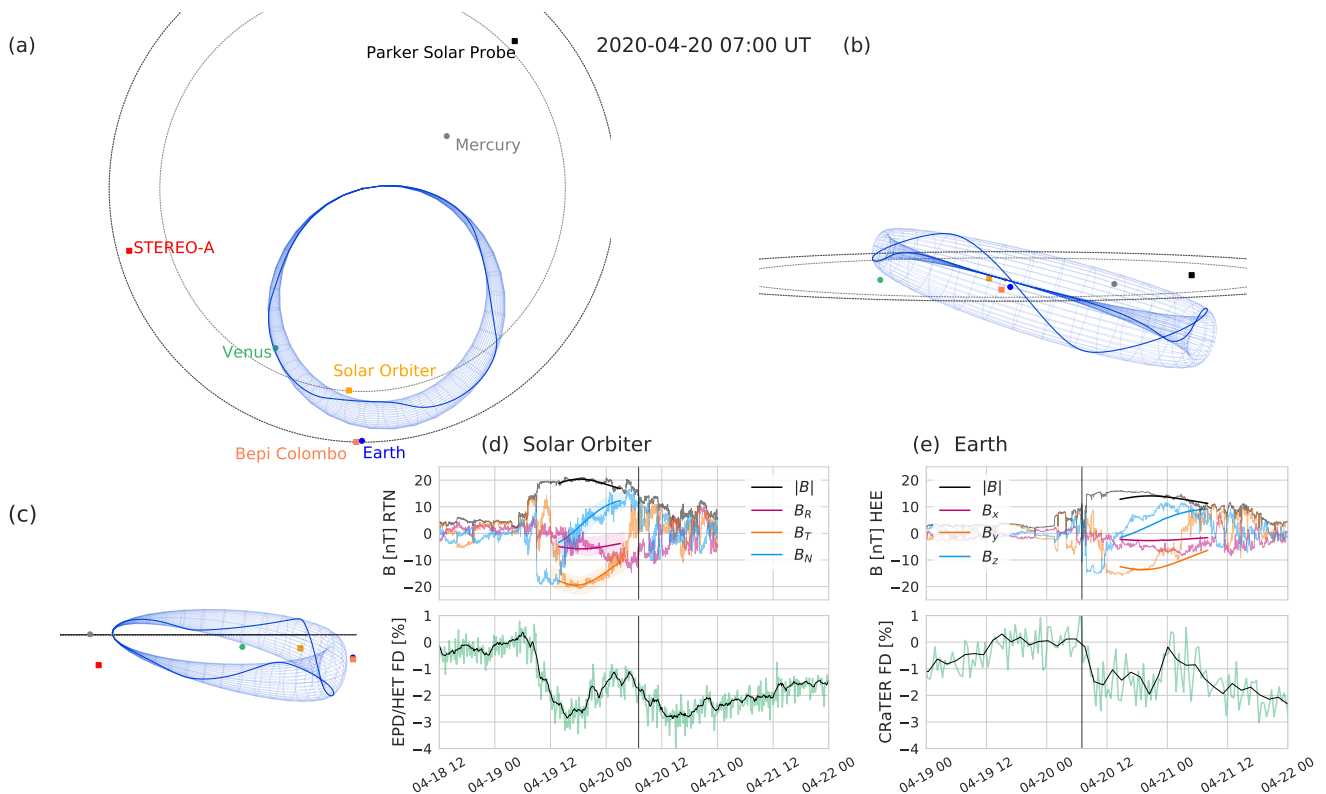 (a)
Parker Solar Probe
2020-04-20 07:00 UT
(b)
Mercury
STEREO-A
Venus
Solar Orbiter
Bepi Colombo
Earth
(c)
(d) Solar Orbiter
B [nT] RTN
20
10
0
−10
−20
|B|
B_R
B_T
B_N
EPD/HET FD [%]
1
0
−1
−2
−3
−4
04-18 12
04-19 00
04-19 12
04-20 00
04-20 12
04-21 00
04-21 12
04-22 00
(e) Earth
B [nT] HEE
20
10
0
−10
−20
|B|
B_x
B_y
B_z
CRaTER FD [%]
1
0
−1
−2
−3
−4
04-19 00
04-19 12
04-20 00
04-20 12
04-21 00
04-21 12
04-22 00